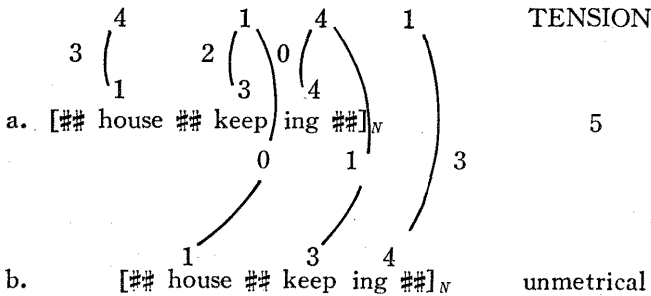 4 1 4 1 TENSION
3 2 0
1 3 4
a. [## house ## keep ing ##]N 5
0 1 3
1 3 4
b. [## house ## keep ing ##]N unmetrical